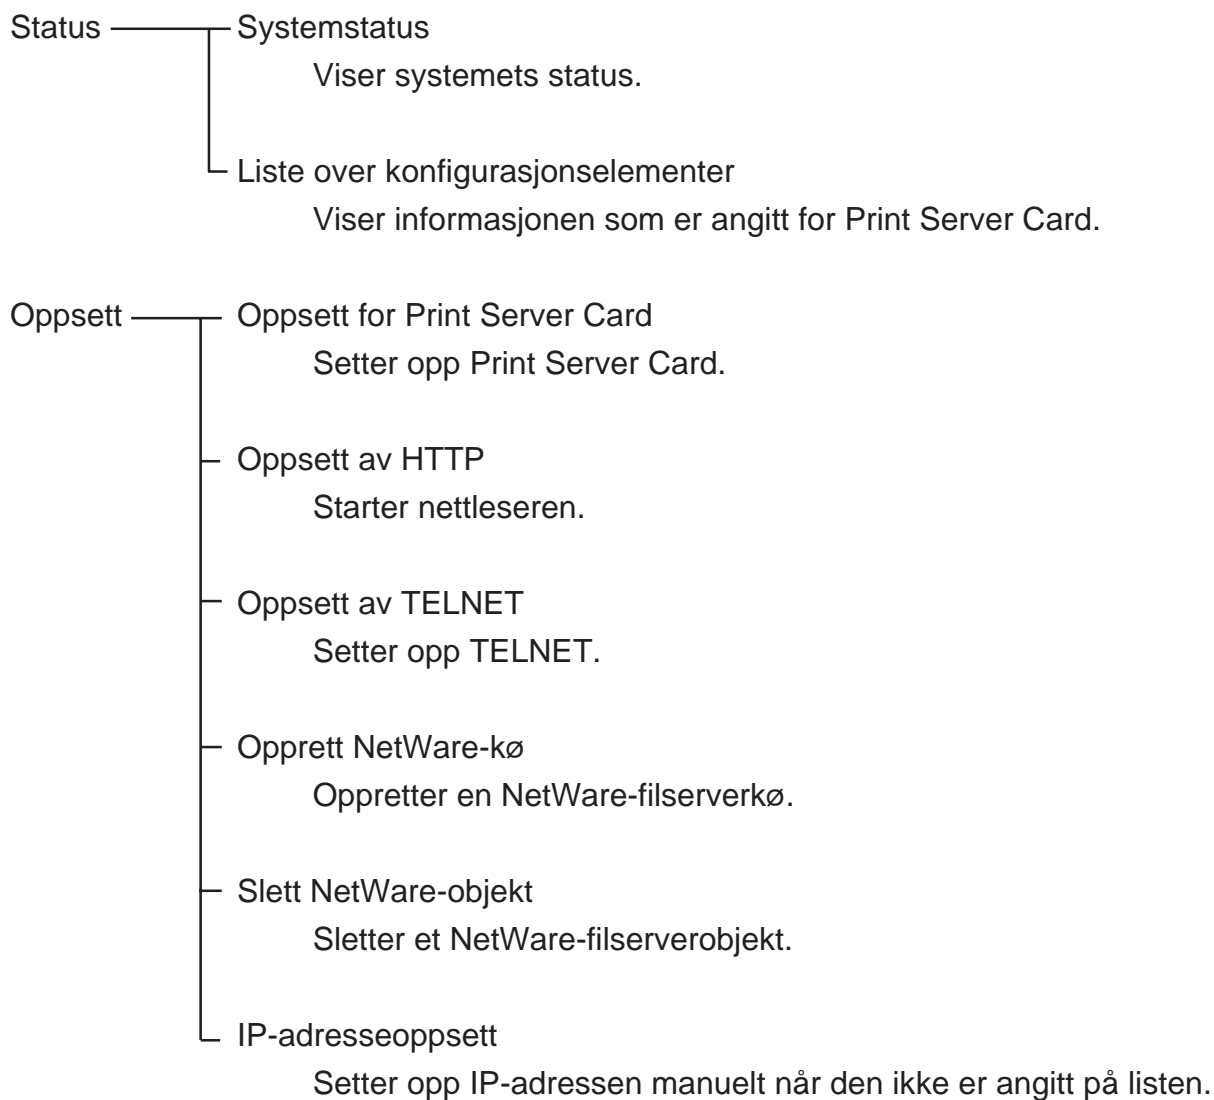 Status Systemstatus
Viser systemets status.
Liste over konfigurasjonselementer
Viser informasjonen som er angitt for Print Server Card.
Oppsett Oppsett for Print Server Card
Setter opp Print Server Card.
Oppsett av HTTP
Starter nettleseren.
Oppsett av TELNET
Setter opp TELNET.
Opprett NetWare-kø
Oppretter en NetWare-filserverkø.
Slett NetWare-objekt
Sletter et NetWare-filserverobjekt.
IP-adresseoppsett
Setter opp IP-adressen manuelt når den ikke er angitt på listen.